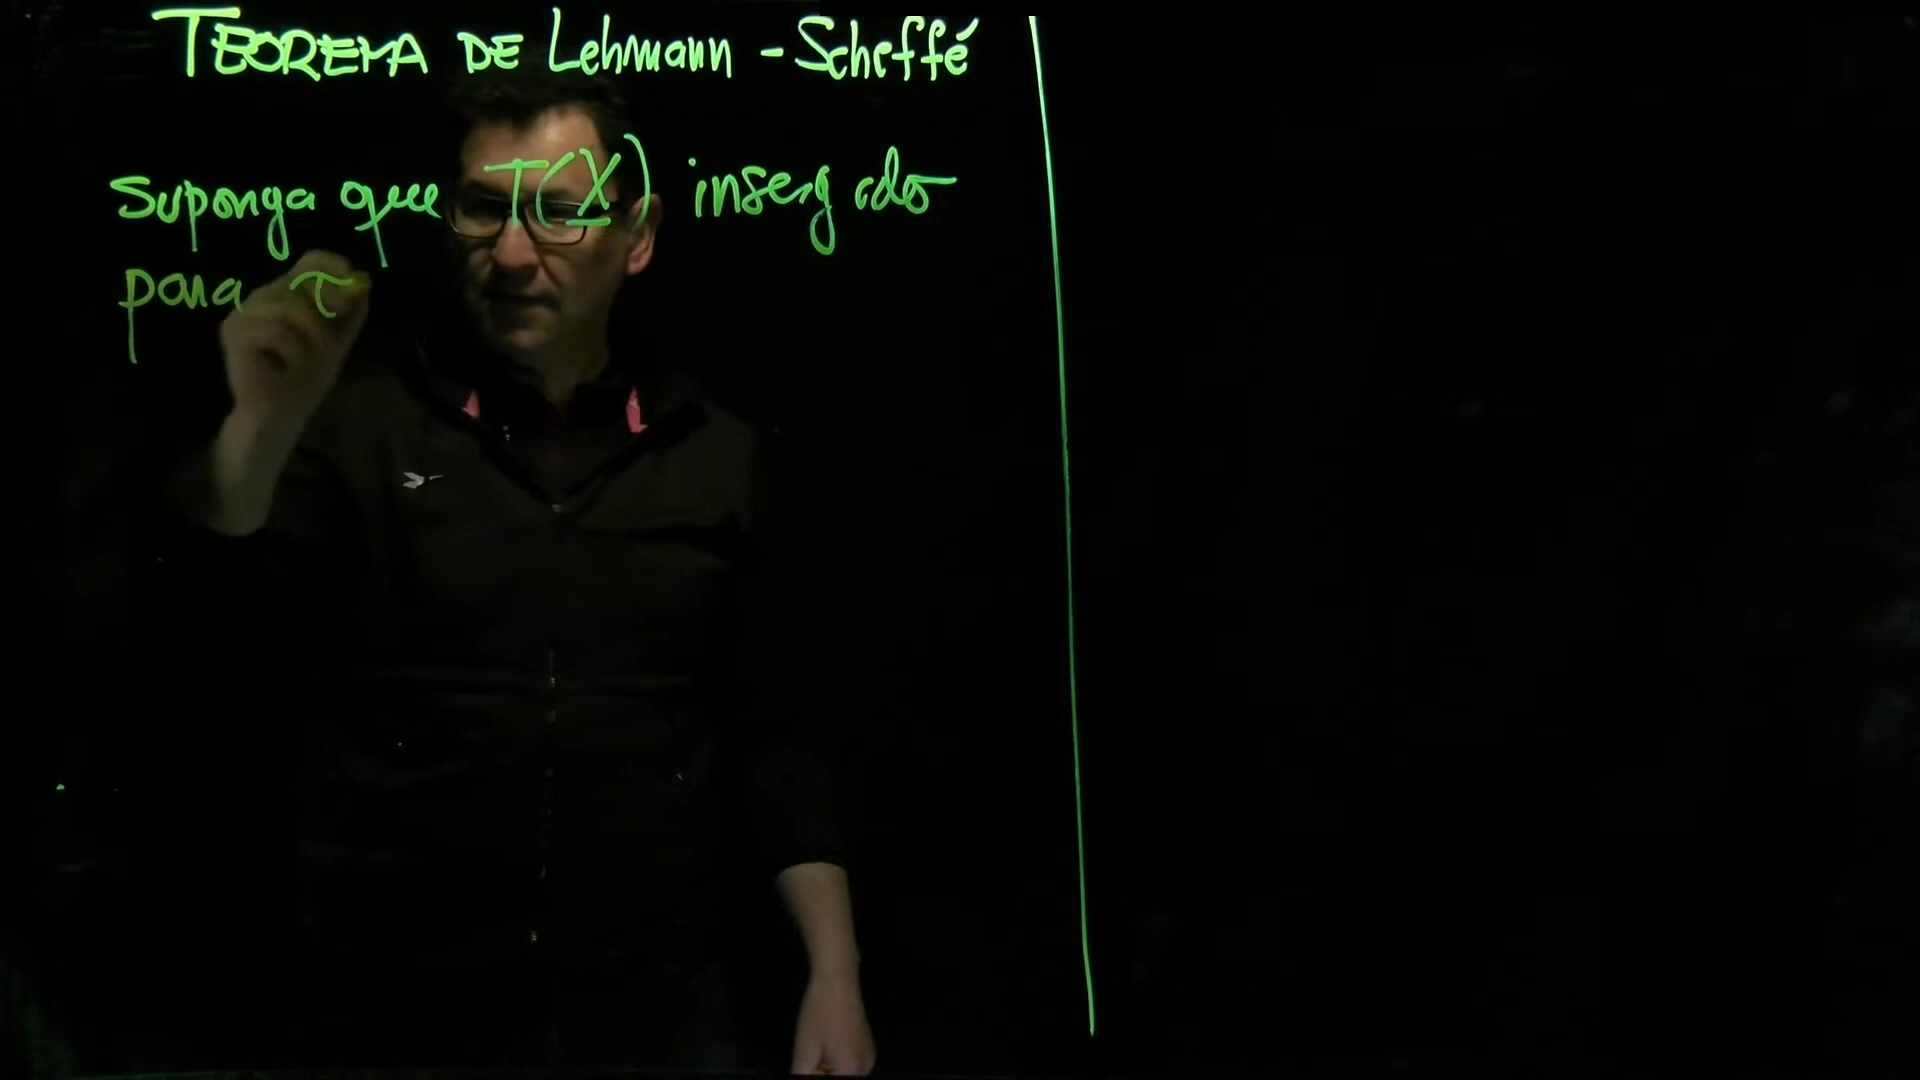 TEOREMA DE Lehmann - Scheffé
Suponga que T(X) insesgado
para τ